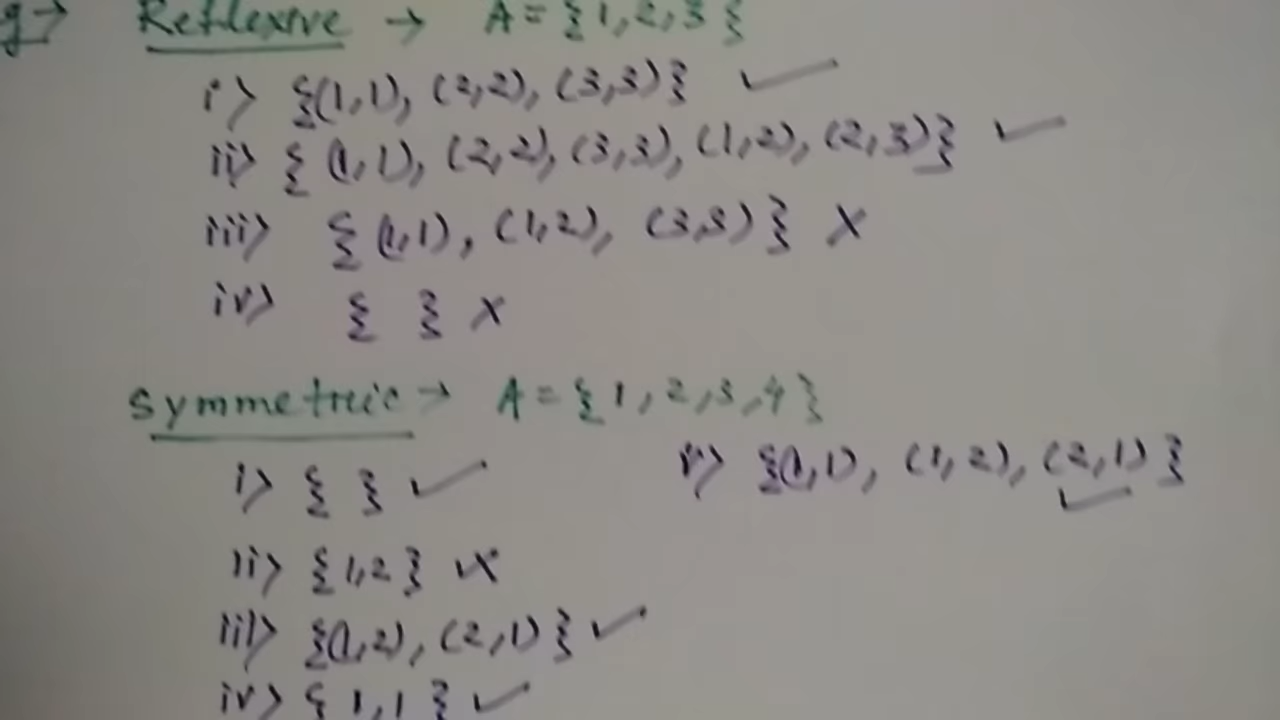 g→ Reflexive → A = {1, 2, 3}
i> {(1,1), (2,2), (3,3)} ✓
ii> {(1,1), (2,2), (3,3), (1,2), (2,3)} ✓
iii> {(1,1), (1,2), (3,3)} X
iv> { } X
Symmetric → A = {1, 2, 3, 4}
i> { } ✓
v> {(1,1), (1,2), (2,1)} ✓
ii> {1,2} X
iii> {(1,2), (2,1)} ✓
iv> {1,1} ✓